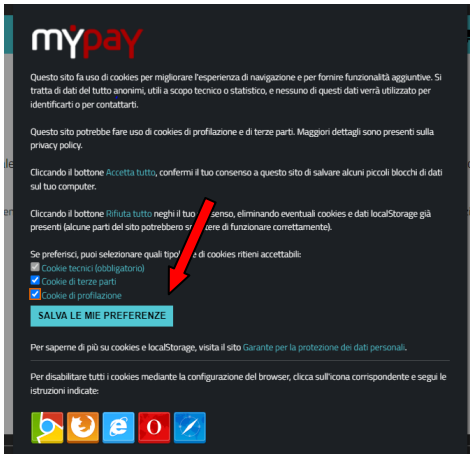 mypay
Questo sito fa uso di cookies per migliorare l'esperienza di navigazione e per fornire funzionalità aggiuntive. Si
tratta di dati del tutto anonimi, utili a scopo tecnico o statistico, e nessuno di questi dati verrà utilizzato per
identificarti o per contattarti.
Questo sito potrebbe fare uso di cookies di profilazione e di terze parti. Maggiori dettagli sono presenti sulla
privacy policy.
Cliccando il bottone Accetta tutto, confermi il tuo consenso a questo sito di salvare alcuni piccoli blocchi di dati
sul tuo computer.
Cliccando il bottone Rifiuta tutto neghi il tuo senso, eliminando eventuali cookies e dati localStorage già
presenti (alcune parti del sito potrebbero di funzionare correttamente).
Se preferisci, puoi selezionare quali di cookies ritieni accettabili:
Cookie tecnici (obbligatorio)
Cookie di terze parti
Cookie di profilazione
SALVA LE MIE PREFERENZE
Per saperne di più su cookies e localStorage, visita il sito Garante per la protezione dei dati personali.
Per disabilitare tutti i cookies mediante la configurazione del browser, clicca sull'icona corrispondente e segui le
istruzioni indicate: